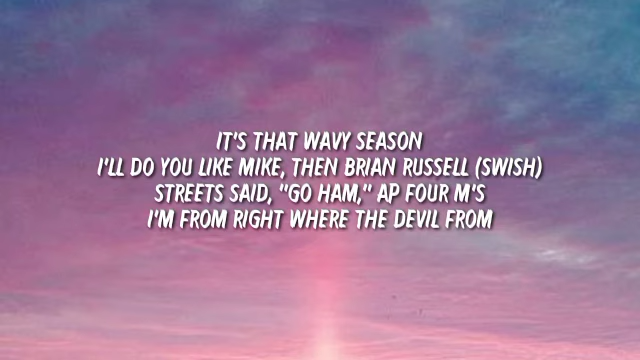 IT'S THAT WAVY SEASON
I'LL DO YOU LIKE MIKE, THEN BRIAN RUSSELL (SWISH)
STREETS SAID, "GO HAM," AP FOUR M'S
I'M FROM RIGHT WHERE THE DEVIL FROM